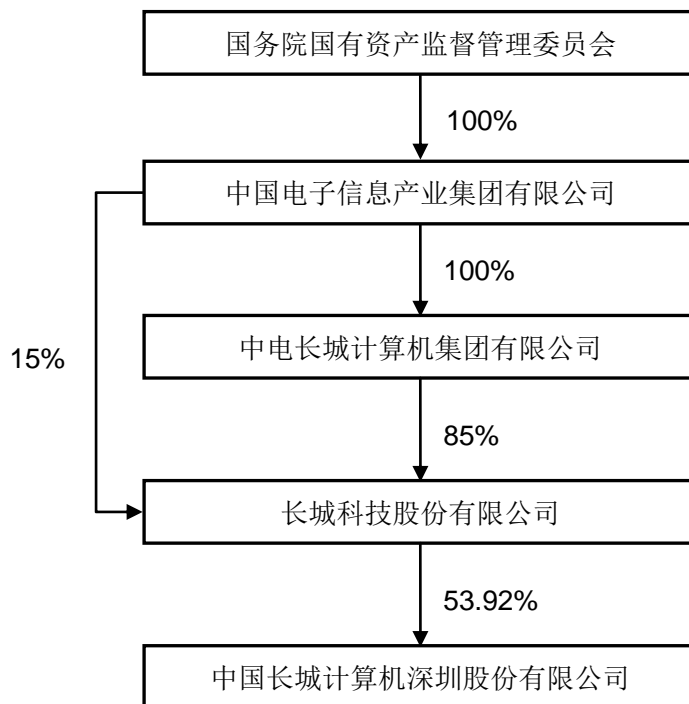 国务院国有资产监督管理委员会
100%
中国电子信息产业集团有限公司
100%
中电长城计算机集团有限公司
15%
85%
长城科技股份有限公司
53.92%
中国长城计算机深圳股份有限公司